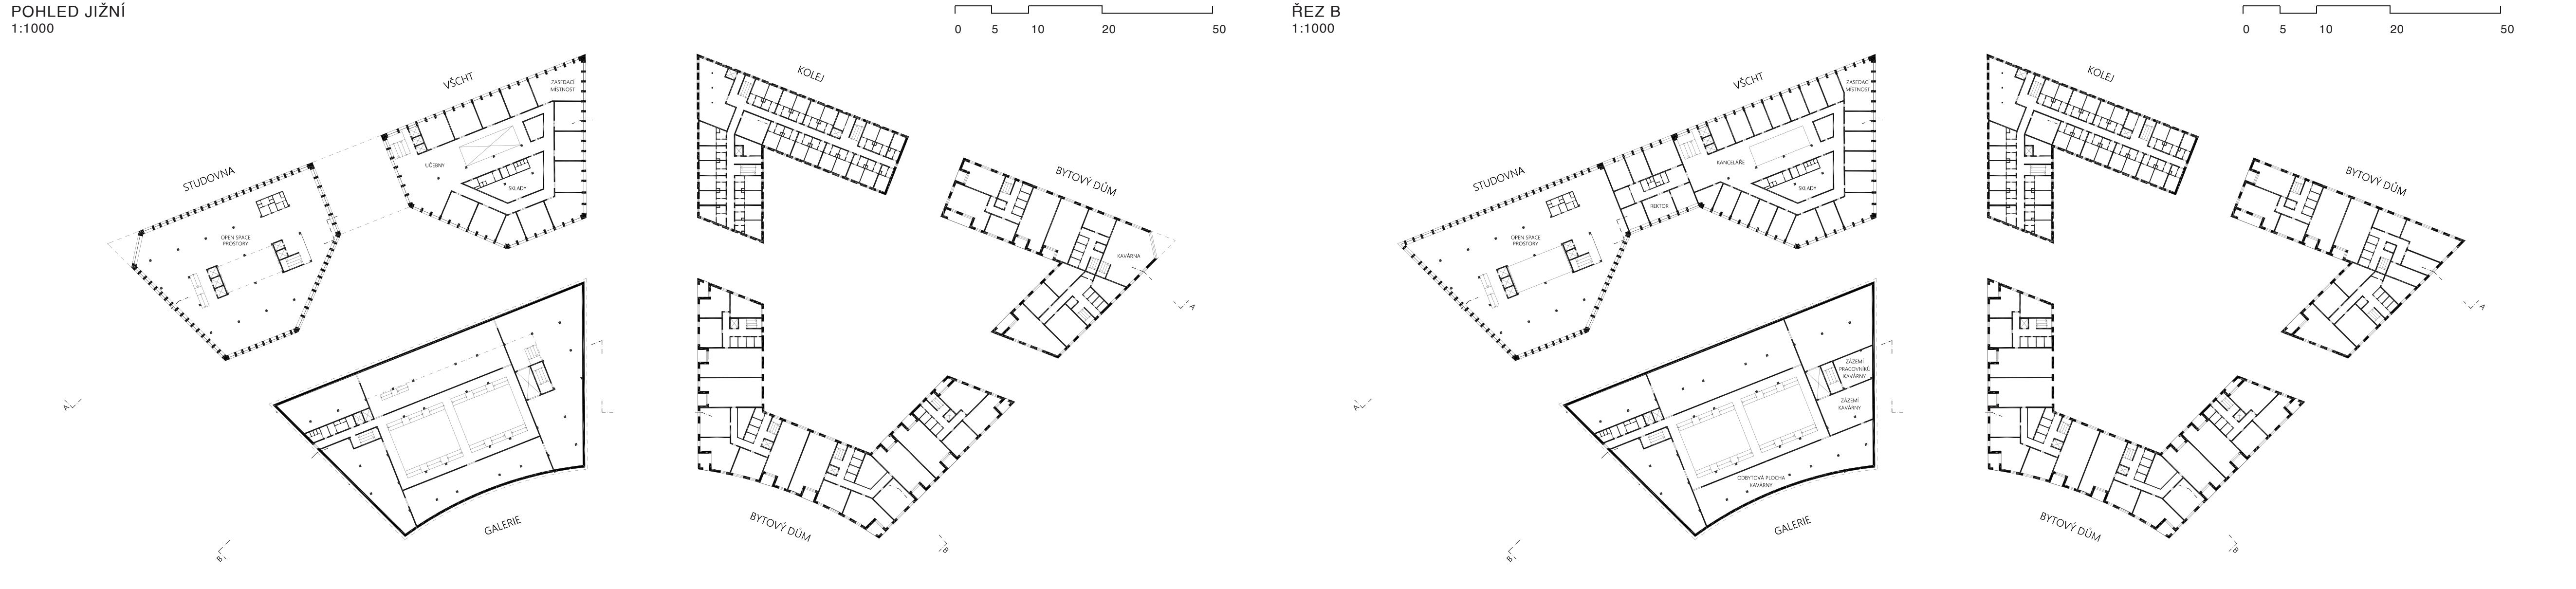 POHLED JIŽNÍ
1:1000
0 5 10 20 50
VŠCHT
ZASEDACÍ
MÍSTNOST
KOLEJ
UČEBNY
SKLADY
STUDOVNA
OPEN SPACE
PROSTORY
BYTOVÝ DŮM
KAVÁRNA
A
A
GALERIE
BYTOVÝ DŮM
B
B
ŘEZ B
1:1000
0 5 10 20 50
VŠCHT
ZASEDACÍ
MÍSTNOST
KOLEJ
KANCELÁŘE
SKLADY
STUDOVNA
REKTOR
OPEN SPACE
PROSTORY
BYTOVÝ DŮM
A
ZÁZEMÍ
PRACOVNÍKŮ
KAVÁRNY
ZÁZEMÍ
KAVÁRNY
A
ODBYTOVÁ PLOCHA
KAVÁRNY
GALERIE
BYTOVÝ DŮM
B
B